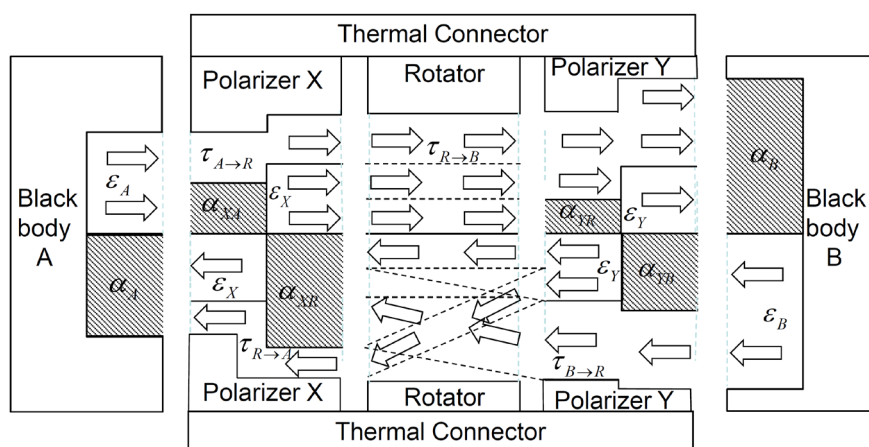 Thermal Connector
Polarizer X
Rotator
Polarizer Y
τ_{A→R}
τ_{R→B}
α_B
ε_A
α_{XA}
ε_X
α_{YR}
ε_Y
Black
body
A
Black
body
B
α_A
ε_X
α_{XR}
ε_Y
α_{YB}
ε_B
τ_{R→A}
τ_{B→R}
Polarizer X
Rotator
Polarizer Y
Thermal Connector